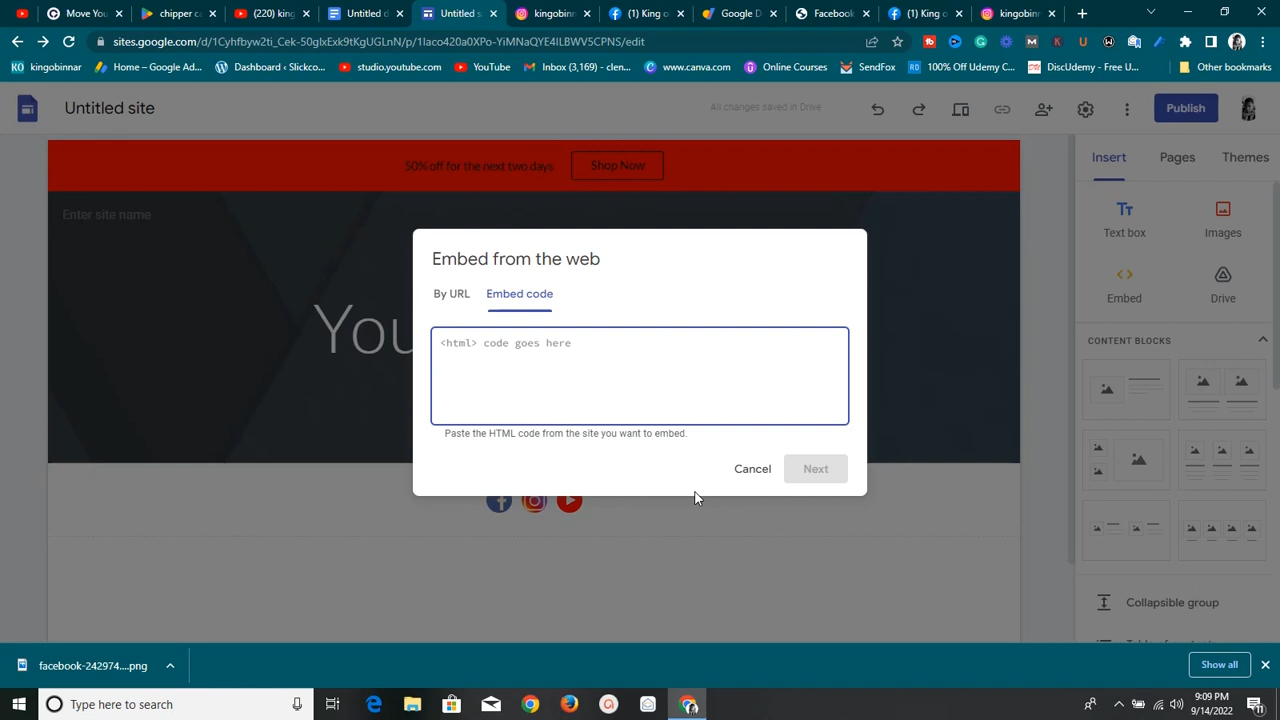 Move You
chipper ca
(220) king
Untitled d
Untitled s
kingobinn
(1) King o
Google D
Facebook
(1) King o
kingobinn
sites.google.com/d/1Cyhfbyw2ti_Cek-50glxExk9tKgUGLnN/p/1Iaco420a0XPo-YiMNaQYE4ILBWV5CPNS/edit
kingobinnar
Home – Google Ad
Dashboard ‹ Slickco...
studio.youtube.com
YouTube
Inbox (3,169) - clen...
www.canva.com
Online Courses
SendFox
100% Off Udemy C...
DiscUdemy - Free U...
Other bookmarks
Untitled site
All changes saved in Drive
Publish
50% off for the next two days
Shop Now
Enter site name
You
Insert
Pages
Themes
Text box
Images
Embed
Drive
CONTENT BLOCKS
Collapsible group
Embed from the web
By URL
Embed code
<html> code goes here
Paste the HTML code from the site you want to embed.
Cancel
Next
facebook-242974....png
Show all
Type here to search
9:09 PM
9/14/2022